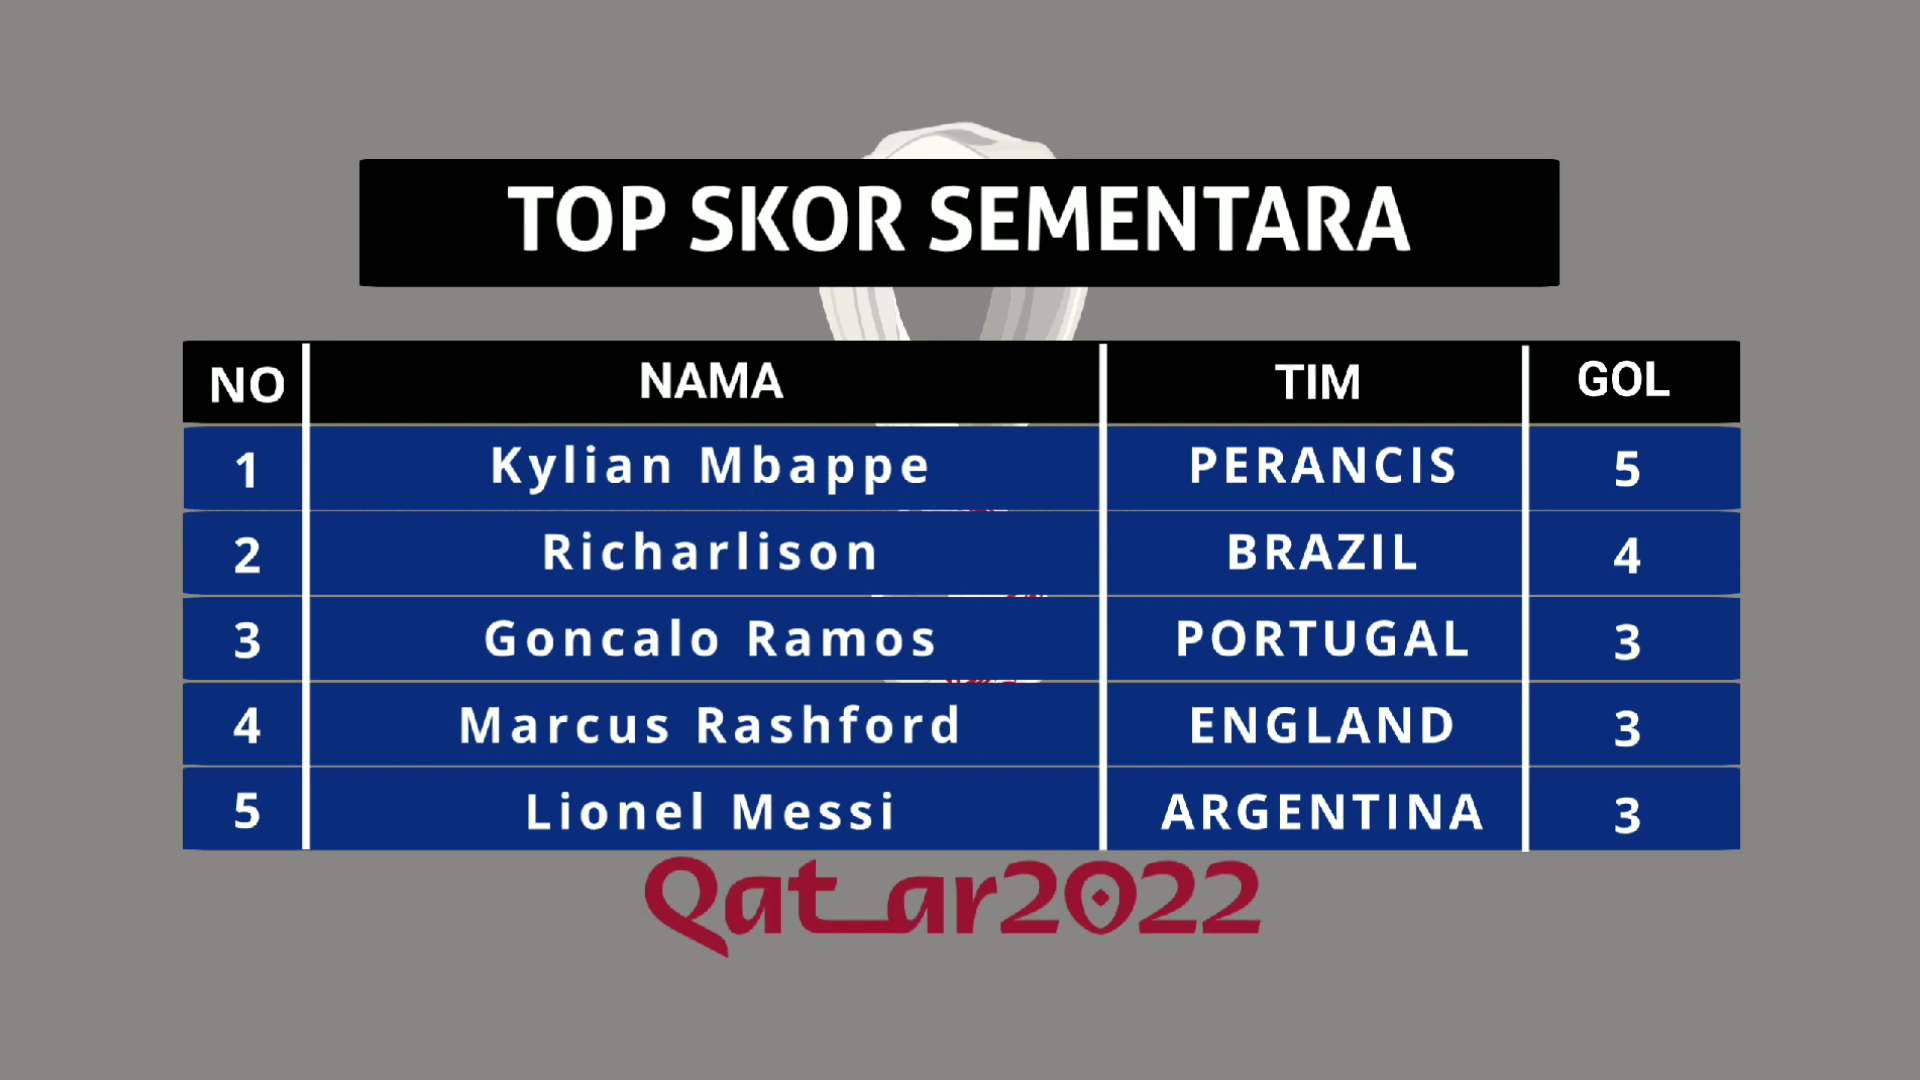 TOP SKOR SEMENTARA
NO NAMA TIM GOL
1 Kylian Mbappe PERANCIS 5
2 Richarlison BRAZIL 4
3 Goncalo Ramos PORTUGAL 3
4 Marcus Rashford ENGLAND 3
5 Lionel Messi ARGENTINA 3
Qatar2022